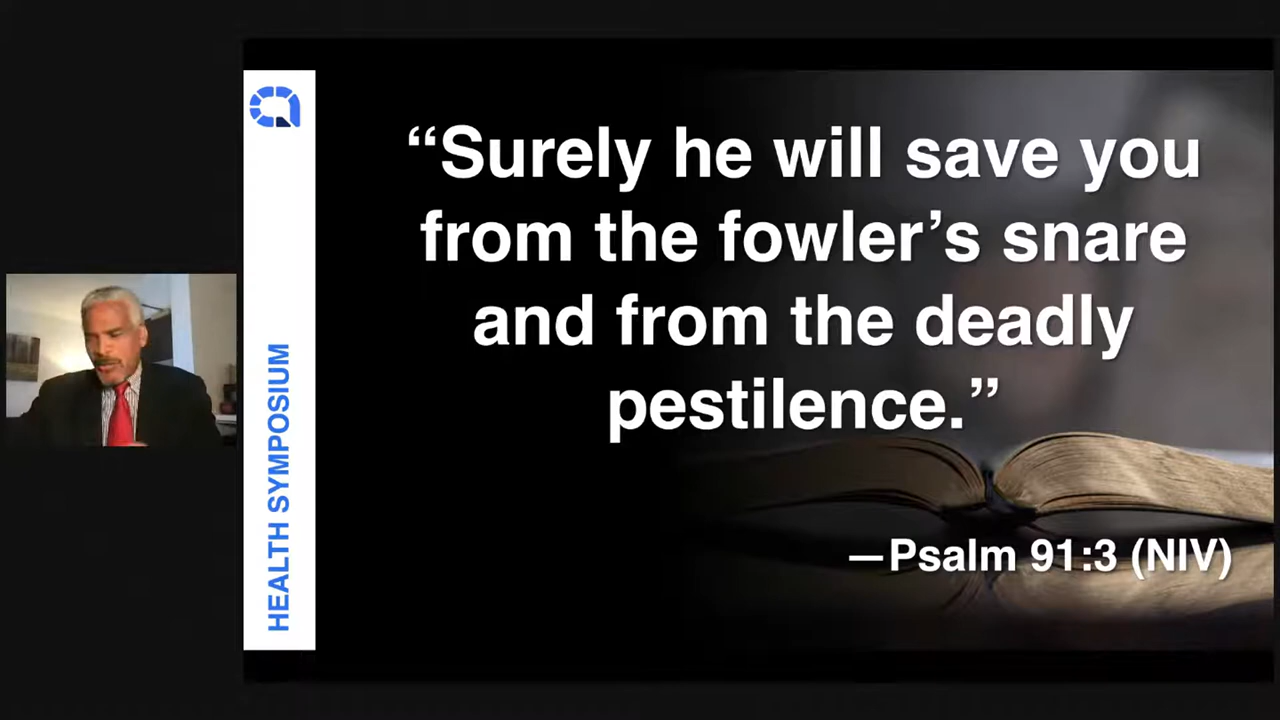 HEALTH SYMPOSIUM
“Surely he will save you
from the fowler’s snare
and from the deadly
pestilence.”
—Psalm 91:3 (NIV)